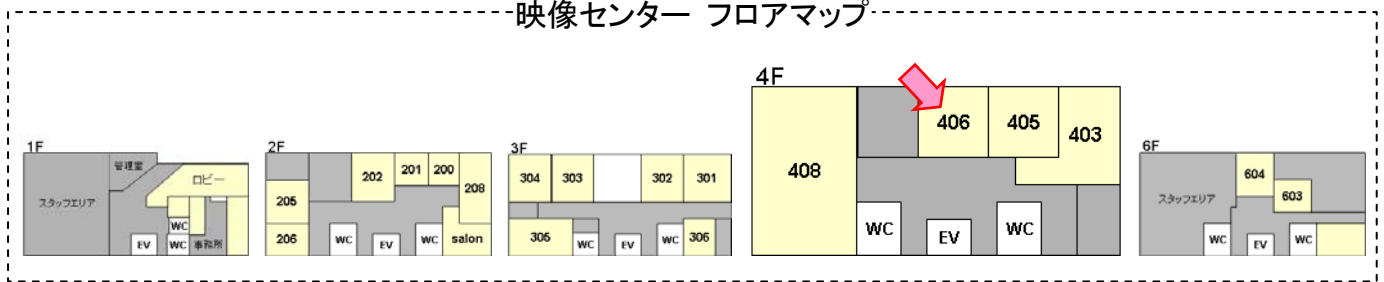 映像センター フロアマップ
1F
管理室
ロビー
スタッフエリア
WC
EV
WC
事務所
2F
202
201
200
208
205
206
WC
EV
WC
salon
3F
304
303
302
301
305
WC
EV
WC
306
4F
406
405
403
408
WC
EV
WC
6F
604
603
スタッフエリア
WC
EV
WC